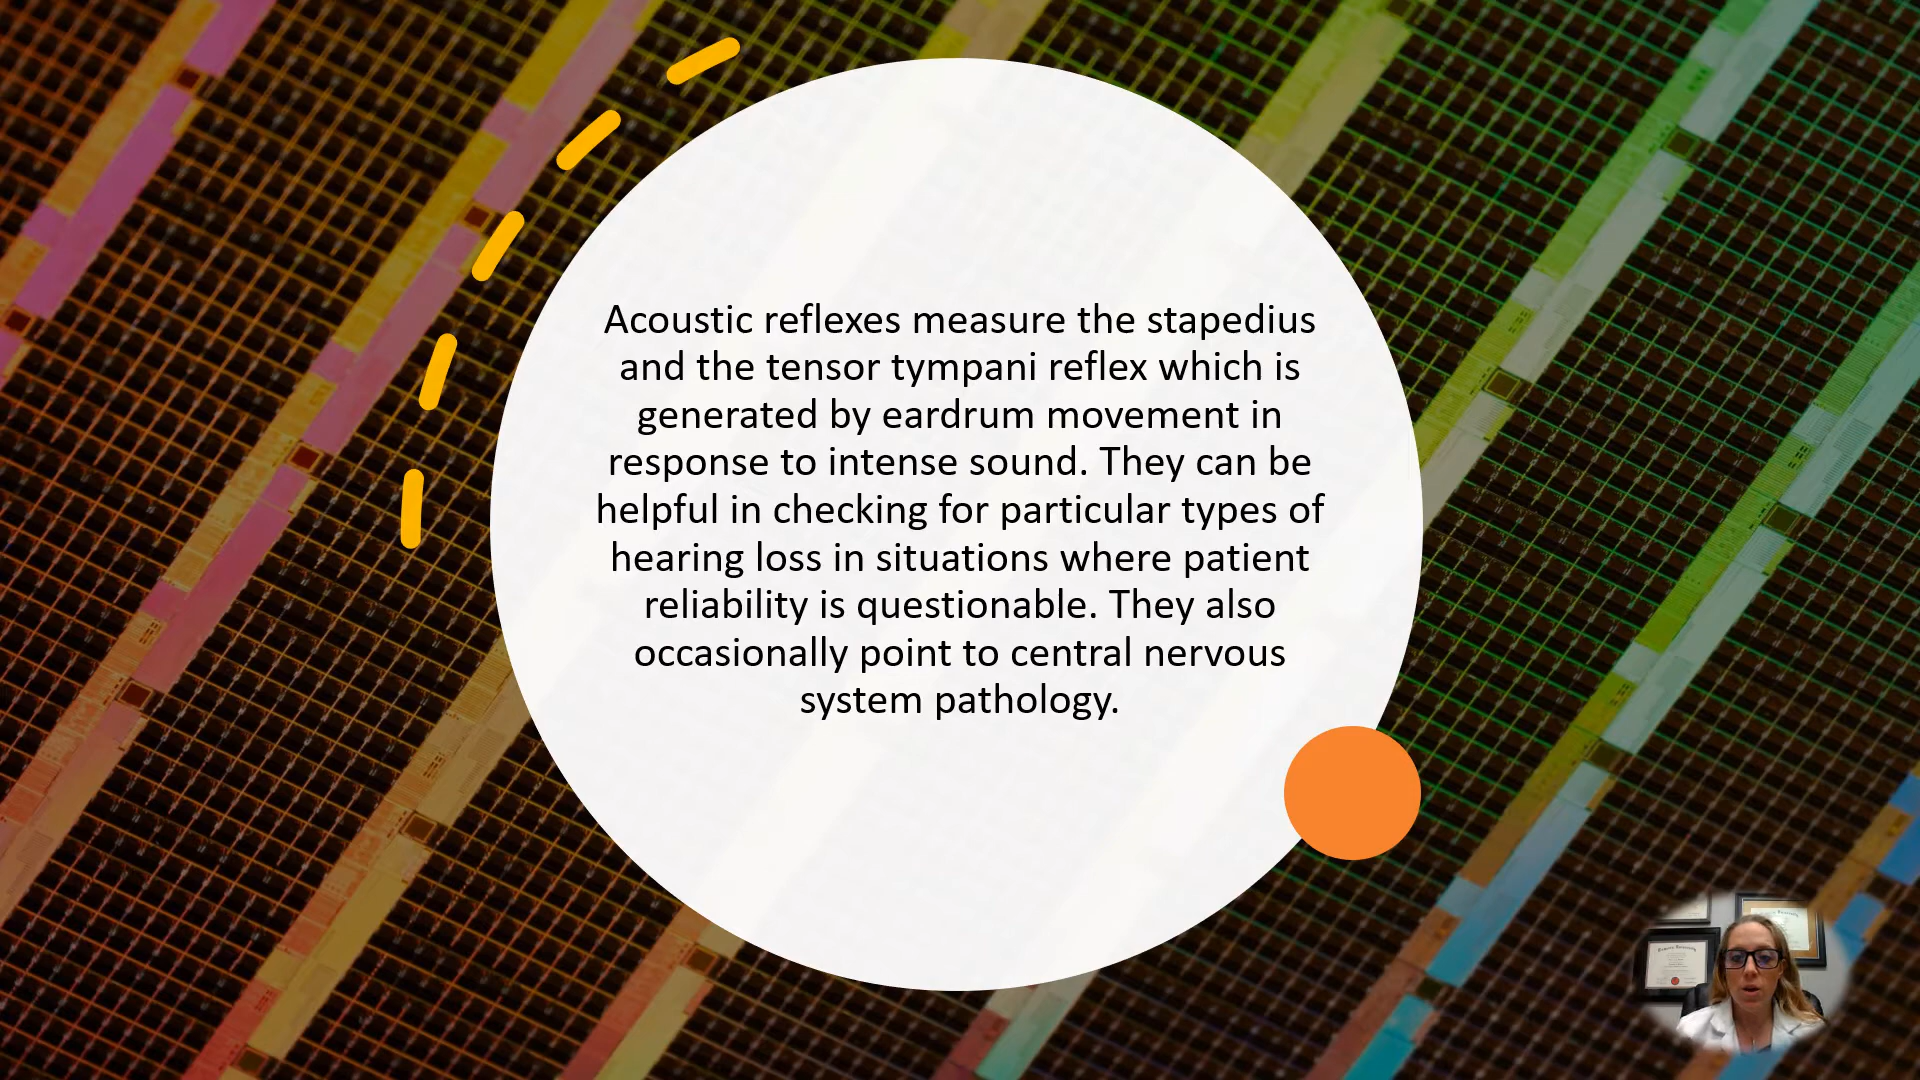 Acoustic reflexes measure the stapedius
and the tensor tympani reflex which is
generated by eardrum movement in
response to intense sound. They can be
helpful in checking for particular types of
hearing loss in situations where patient
reliability is questionable. They also
occasionally point to central nervous
system pathology.